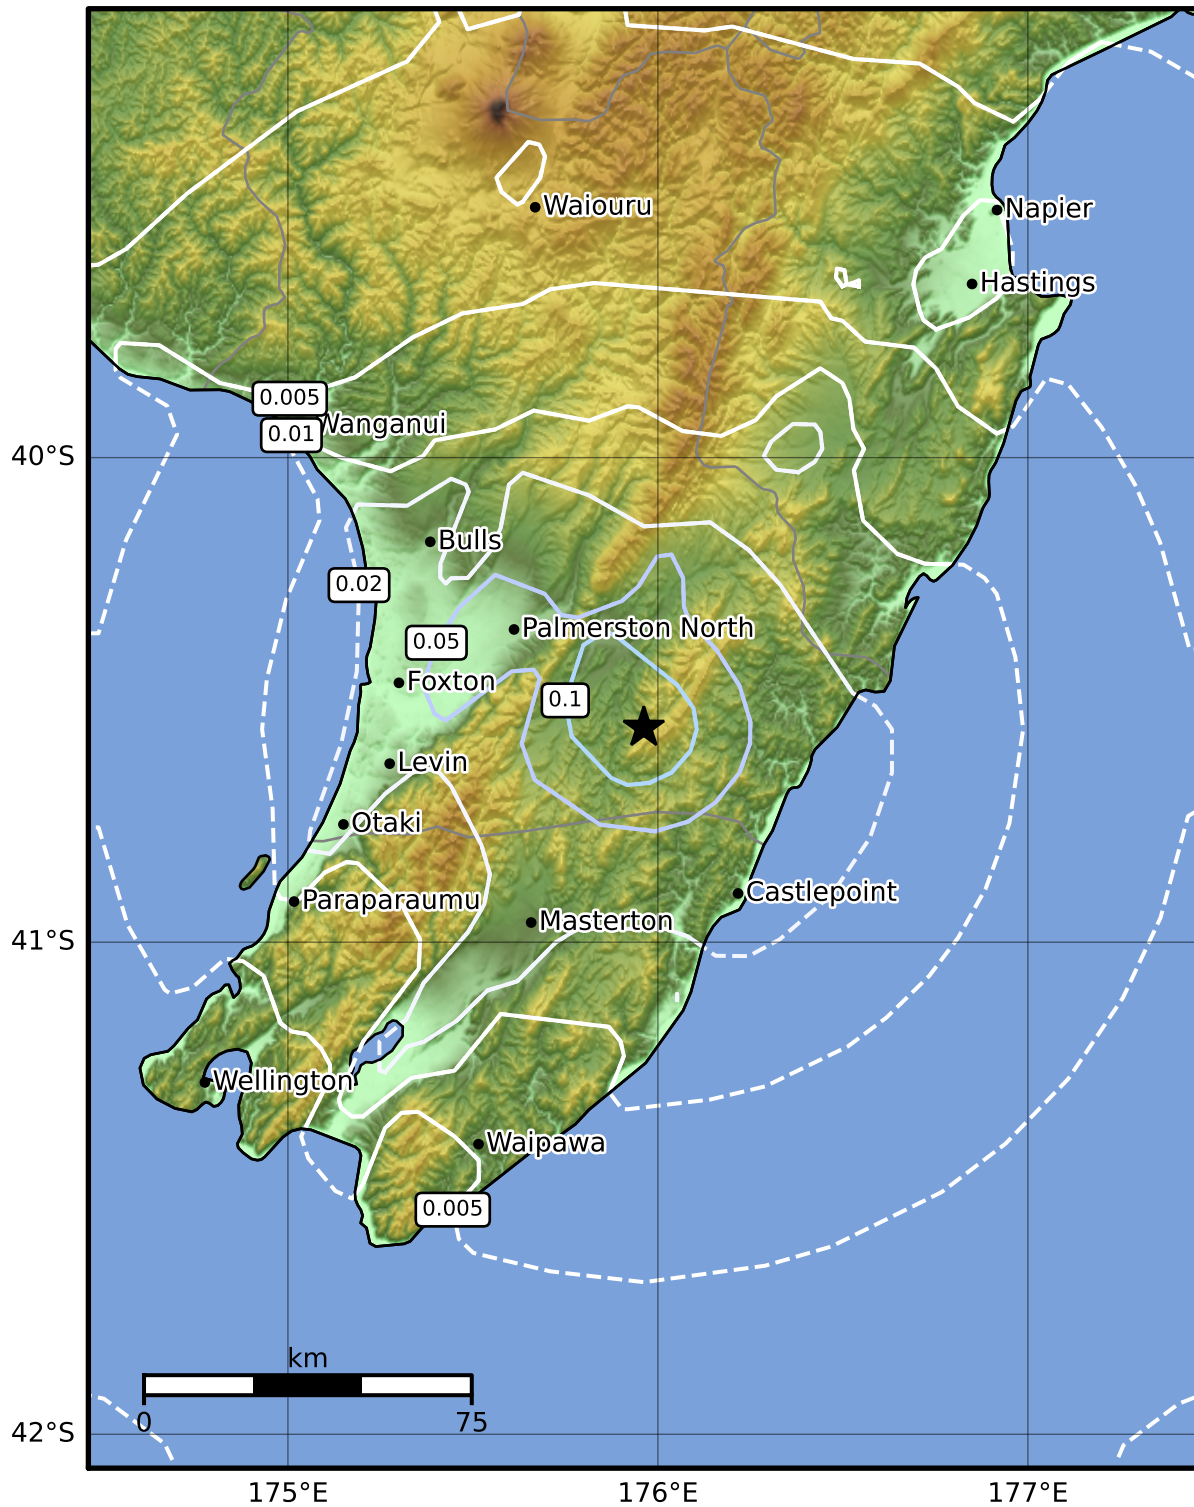 Waiouru
Napier
Hastings
0.005
Wanganui
0.01
40°S
Bulls
0.02
Palmerston North
0.05
Foxton
0.1
Levin
Otaki
Castlepoint
Paraparaumu
Masterton
41°S
Wellington
Waipawa
0.005
km
0
75
42°S
175°E
176°E
177°E